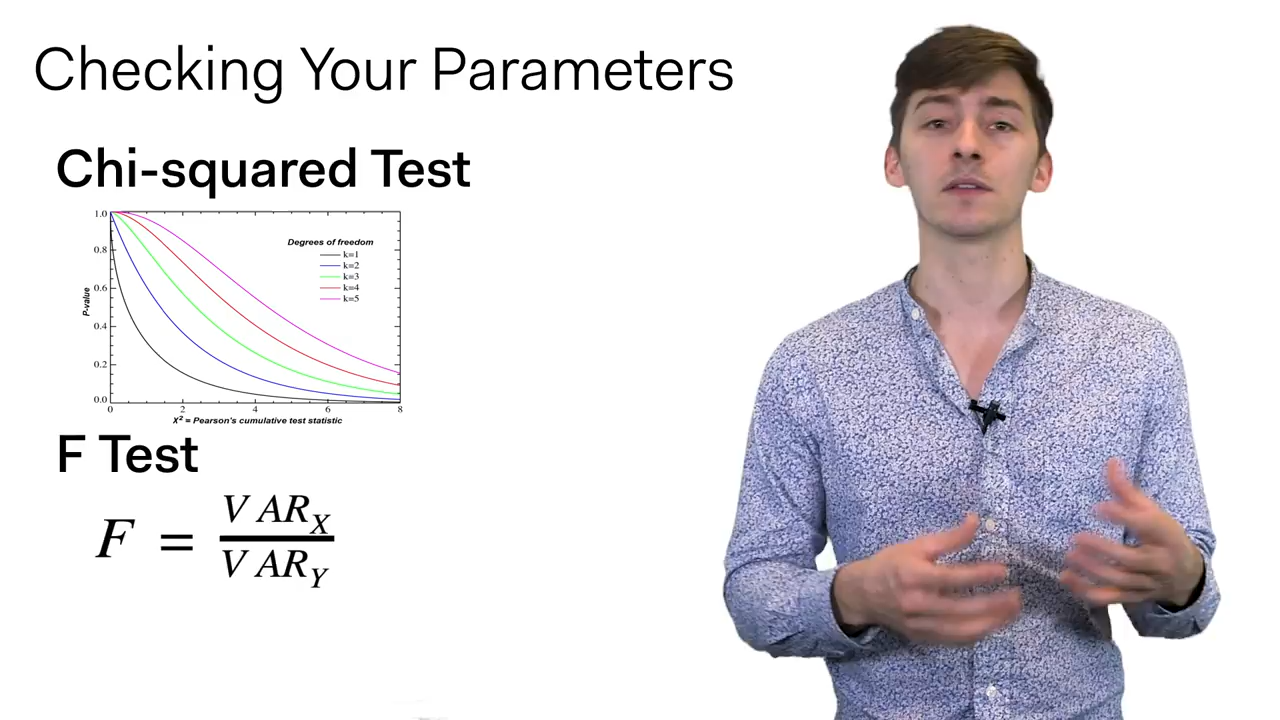 Checking Your Parameters
Chi-squared Test
1.0
0.8
0.6
0.4
0.2
0.0
P-value
Degrees of freedom
k=1
k=2
k=3
k=4
k=5
0 2 4 6 8
X² = Pearson's cumulative test statistic
F Test
F = VAR_X / VAR_Y